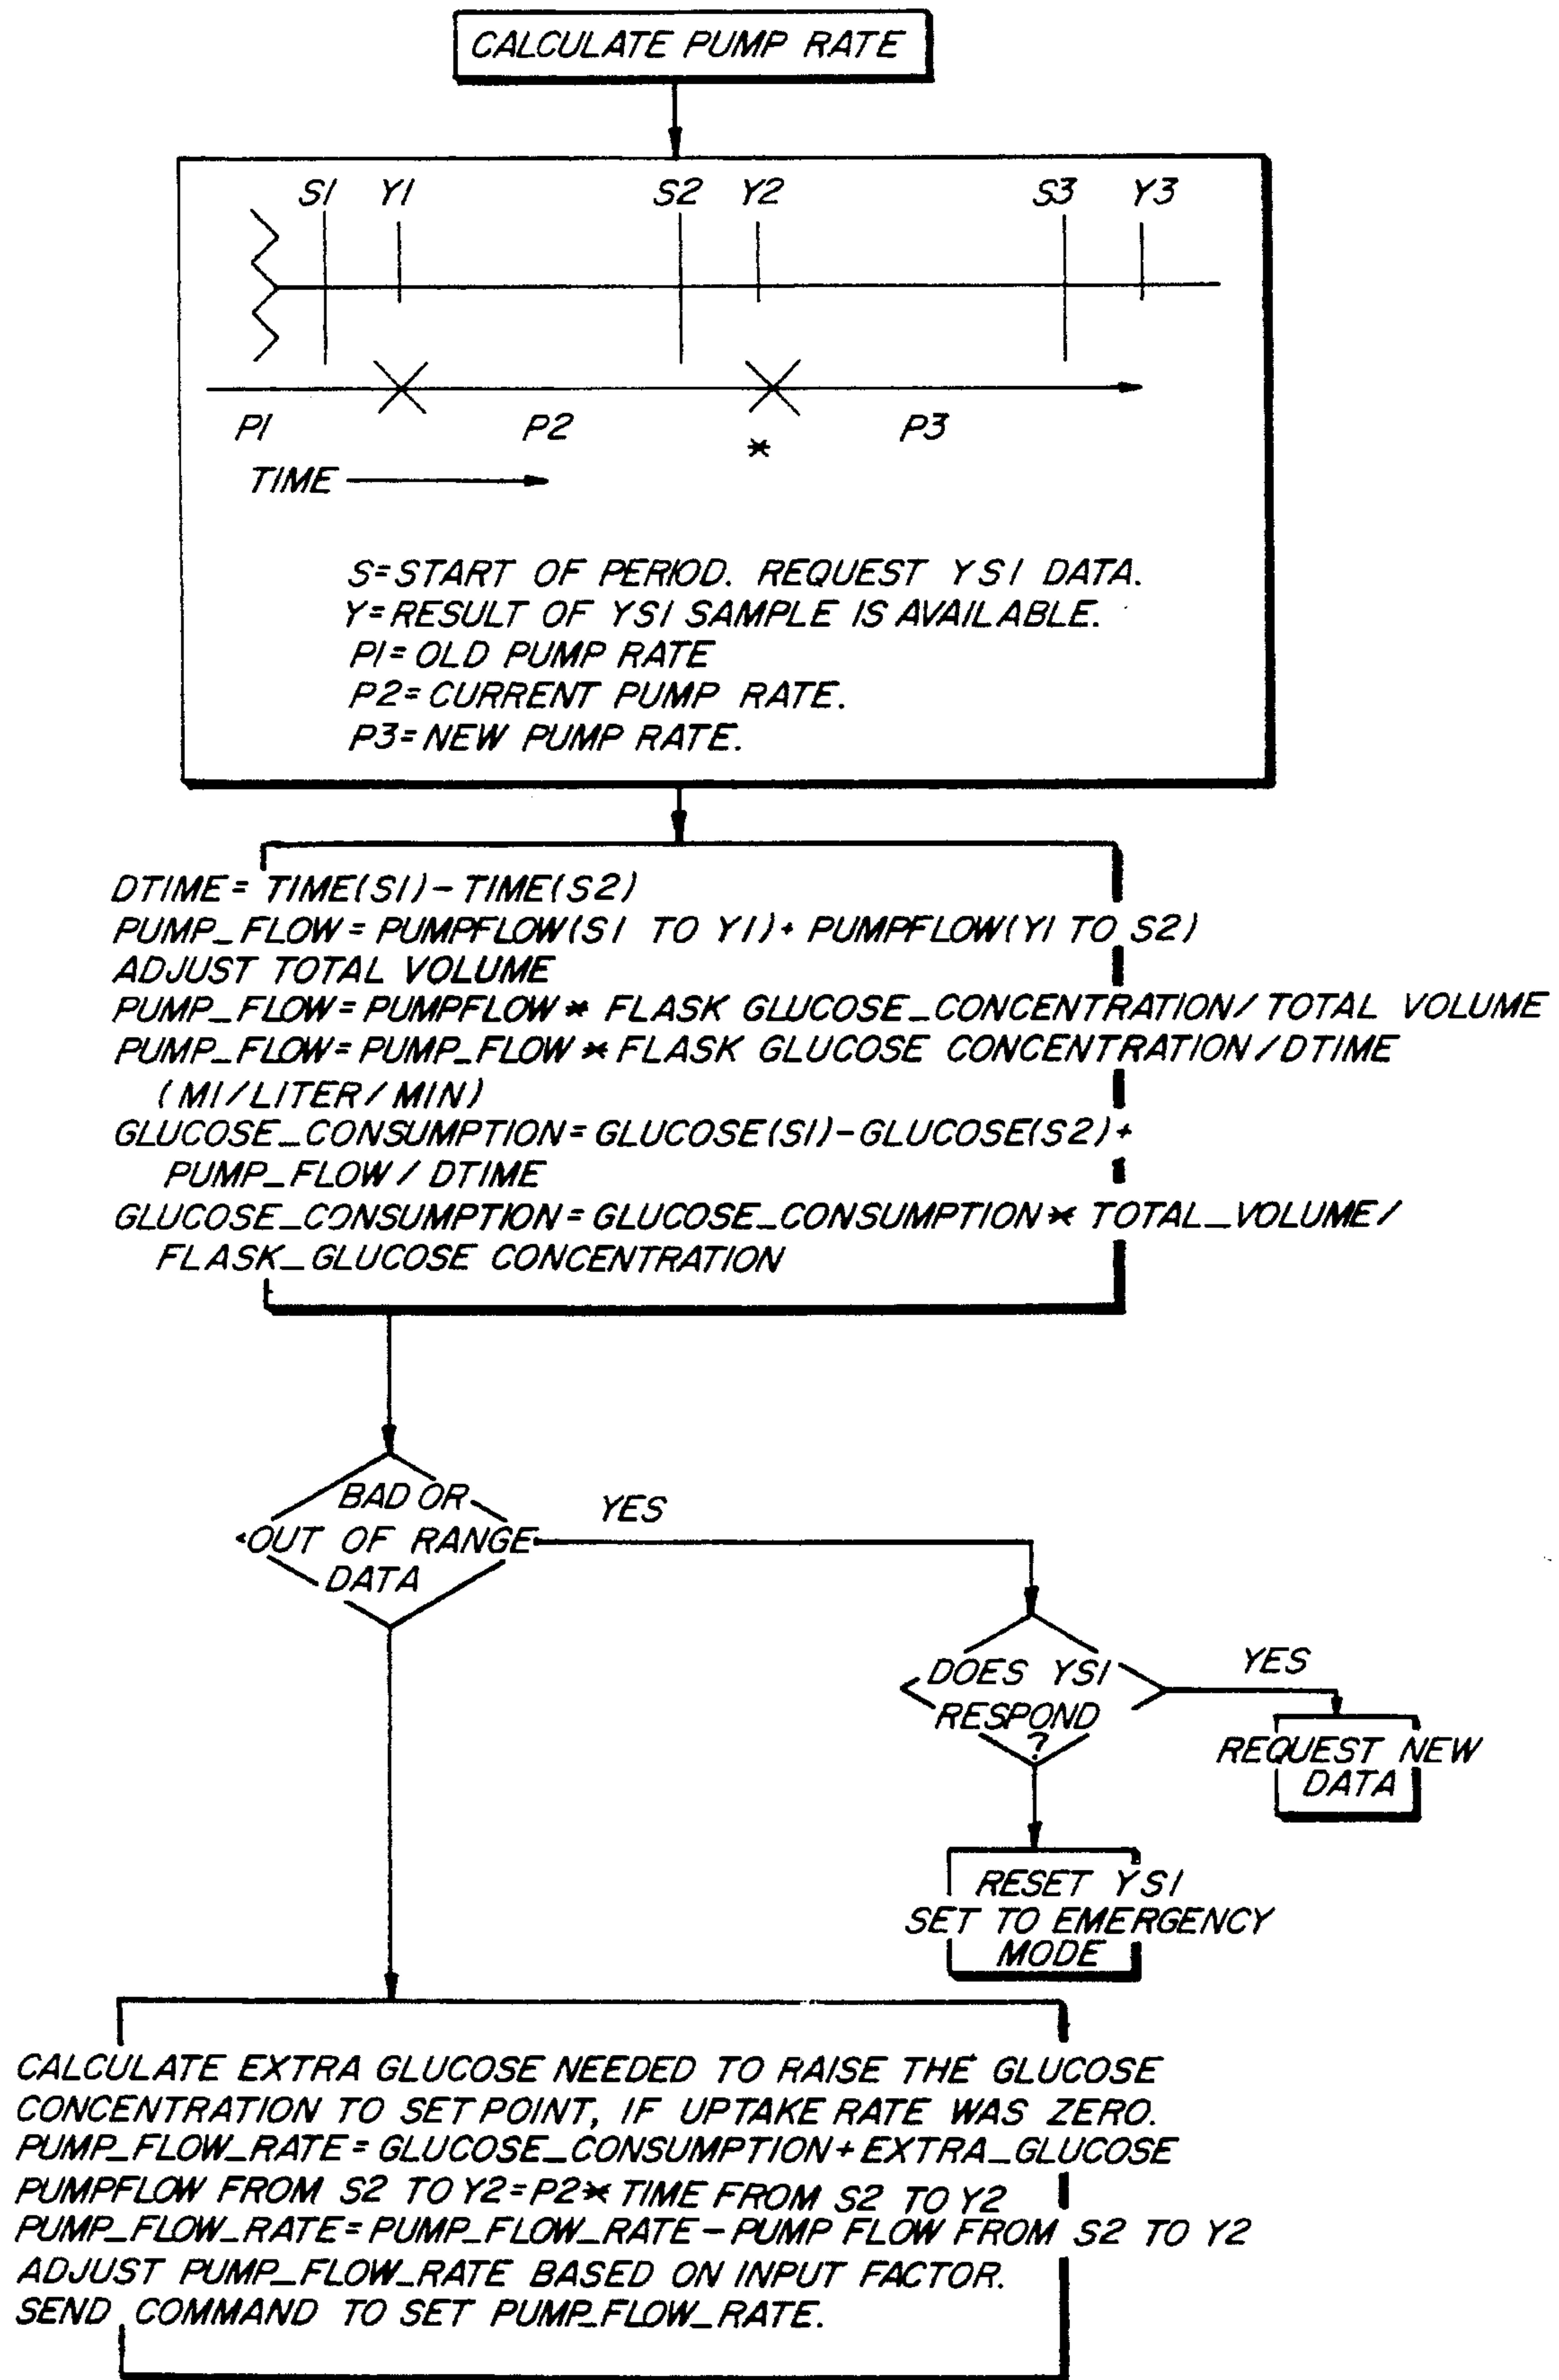 CALCULATE PUMP RATE
S1 Y1 S2 Y2 S3 Y3
P1 P2 * P3
TIME
S=START OF PERIOD. REQUEST YSI DATA.
Y=RESULT OF YSI SAMPLE IS AVAILABLE.
P1=OLD PUMP RATE
P2=CURRENT PUMP RATE.
P3=NEW PUMP RATE.
DTIME= TIME(S1)-TIME(S2)
PUMP_FLOW=PUMPFLOW(S1 TO Y1)+ PUMPFLOW(Y1 TO S2)
ADJUST TOTAL VOLUME
PUMP_FLOW=PUMPFLOW* FLASK GLUCOSE_CONCENTRATION/TOTAL VOLUME
PUMP_FLOW=PUMP_FLOW*FLASK GLUCOSE CONCENTRATION/DTIME
(MI/LITER/MIN)
GLUCOSE_CONSUMPTION=GLUCOSE(S1)-GLUCOSE(S2)+
PUMP_FLOW/DTIME
GLUCOSE_CONSUMPTION=GLUCOSE_CONSUMPTION* TOTAL_VOLUME/
FLASK_GLUCOSE CONCENTRATION
BAD OR
OUT OF RANGE
DATA
YES
DOES YSI
RESPOND
?
YES
REQUEST NEW
DATA
RESET YSI
SET TO EMERGENCY
MODE
CALCULATE EXTRA GLUCOSE NEEDED TO RAISE THE GLUCOSE
CONCENTRATION TO SETPOINT, IF UPTAKE RATE WAS ZERO.
PUMP_FLOW_RATE=GLUCOSE_CONSUMPTION+EXTRA_GLUCOSE
PUMPFLOW FROM S2 TO Y2=P2*TIME FROM S2 TO Y2
PUMP_FLOW_RATE=PUMP_FLOW_RATE-PUMP FLOW FROM S2 TO Y2
ADJUST PUMP_FLOW_RATE BASED ON INPUT FACTOR.
SEND COMMAND TO SET PUMP_FLOW_RATE.